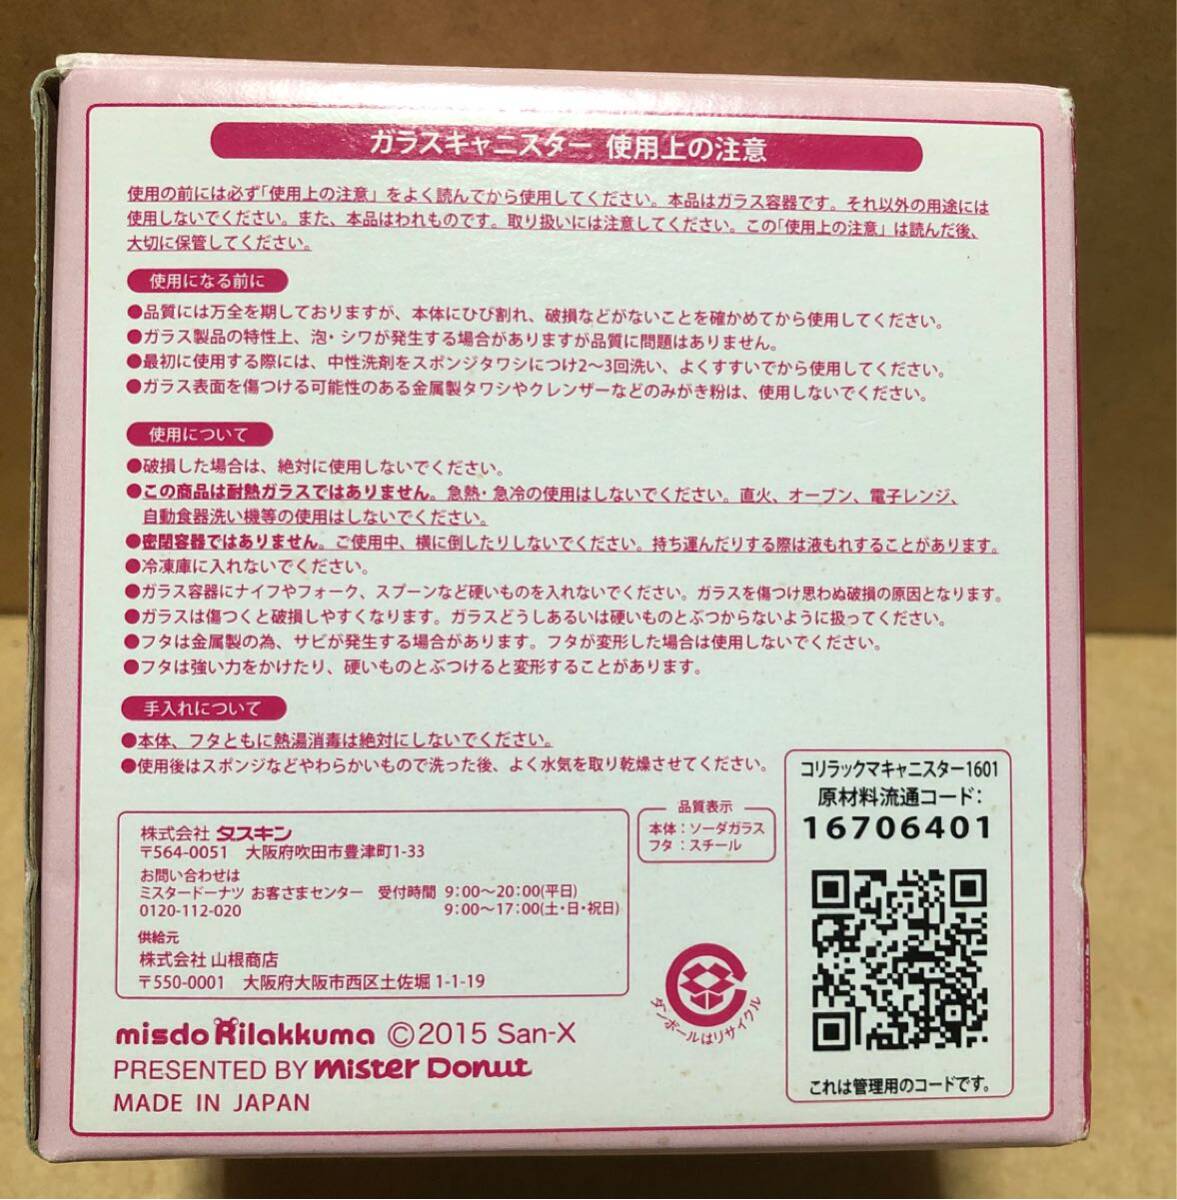 ガラスキャニスター 使用上の注意
使用の前には必ず「使用上の注意」をよく読んでから使用してください。本品はガラス容器です。それ以外の用途には
使用しないでください。また、本品はわれものです。取り扱いには注意してください。この「使用上の注意」は読んだ後、
大切に保管してください。
使用になる前に
●品質には万全を期しておりますが、本体にひび割れ、破損などがないことを確かめてから使用してください。
●ガラス製品の特性上、泡・シワが発生する場合がありますが品質に問題はありません。
●最初に使用する際には、中性洗剤をスポンジタワシにつけ2〜3回洗い、よくすすいでから使用してください。
●ガラス表面を傷つける可能性のある金属製タワシやクレンザーなどのみがき粉は、使用しないでください。
使用について
●破損した場合は、絶対に使用しないでください。
●この商品は耐熱ガラスではありません。急熱・急冷の使用はしないでください。直火、オーブン、電子レンジ、
自動食器洗い機等の使用はしないでください。
●密閉容器ではありません。ご使用中、横に倒したりしないでください。持ち運んだりする際は液もれすることがあります。
●冷凍庫に入れないでください。
●ガラス容器にナイフやフォーク、スプーンなど硬いものを入れないでください。ガラスを傷つけ思わぬ破損の原因となります。
●ガラスは傷つくと破損しやすくなります。ガラスどうしあるいは硬いものとぶつからないように扱ってください。
●フタは金属製の為、サビが発生する場合があります。フタが変形した場合は使用しないでください。
●フタは強い力をかけたり、硬いものとぶつけると変形することがあります。
手入れについて
●本体、フタともに熱湯消毒は絶対にしないでください。
●使用後はスポンジなどやわらかいもので洗った後、よく水気を取り乾燥させてください。
株式会社 ダスキン
〒564-0051 大阪府吹田市豊津町1-33
お問い合わせは
ミスタードーナツ お客さまセンター 受付時間 9:00〜20:00(平日)
0120-112-020 9:00〜17:00(土・日・祝日)
供給元
株式会社 山根商店
〒550-0001 大阪府大阪市西区土佐堀 1-1-19
品質表示
本体：ソーダガラス
フタ：スチール
コリラックマキャニスター1601
原材料流通コード：
16706401
これは管理用のコードです。
ダンボールはリサイクル
misdo Rilakkuma ©2015 San-X
PRESENTED BY mister Donut
MADE IN JAPAN